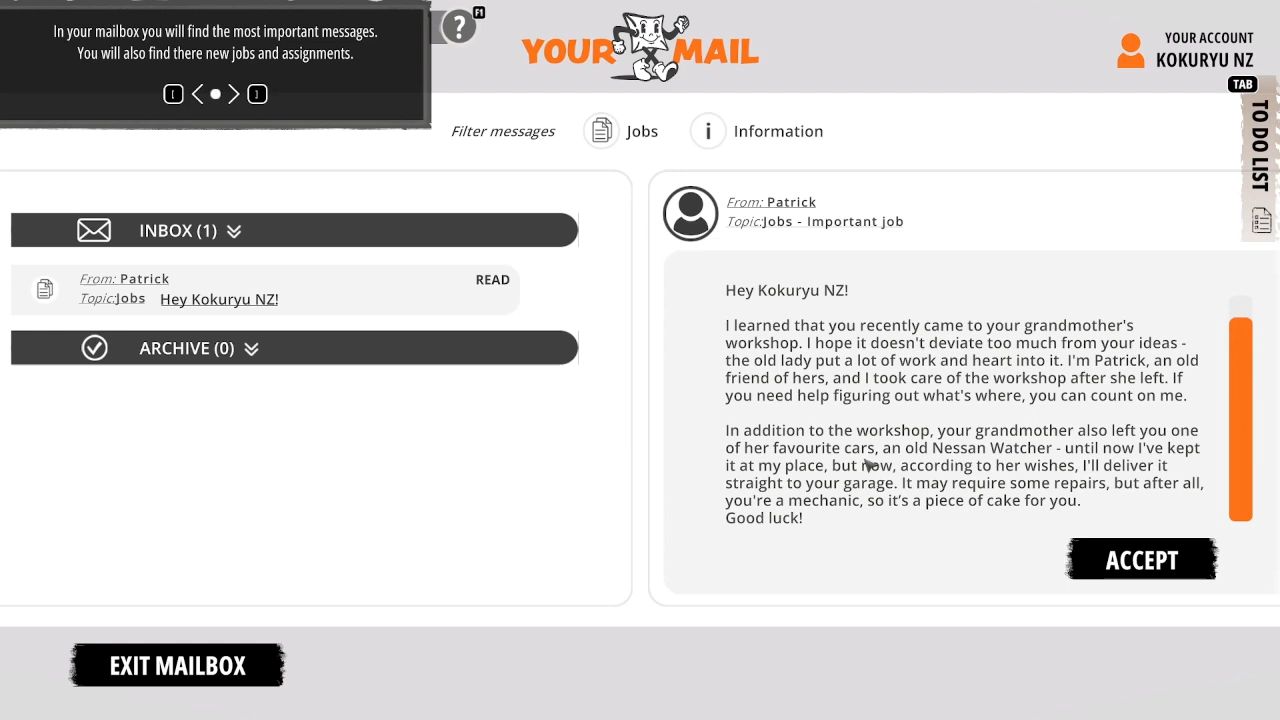 In your mailbox you will find the most important messages.
You will also find there new jobs and assignments.
[ < > ]
? F1
YOUR MAIL
YOUR ACCOUNT
KOKURYU NZ
TAB
TO DO LIST
Filter messages Jobs i Information
INBOX (1)
From: Patrick
Topic:Jobs Hey Kokuryu NZ!
READ
ARCHIVE (0)
From: Patrick
Topic:Jobs - Important job
Hey Kokuryu NZ!
I learned that you recently came to your grandmother's
workshop. I hope it doesn't deviate too much from your ideas -
the old lady put a lot of work and heart into it. I'm Patrick, an old
friend of hers, and I took care of the workshop after she left. If
you need help figuring out what's where, you can count on me.
In addition to the workshop, your grandmother also left you one
of her favourite cars, an old Nessan Watcher - until now I've kept
it at my place, but now, according to her wishes, I'll deliver it
straight to your garage. It may require some repairs, but after all,
you're a mechanic, so it's a piece of cake for you.
Good luck!
ACCEPT
EXIT MAILBOX